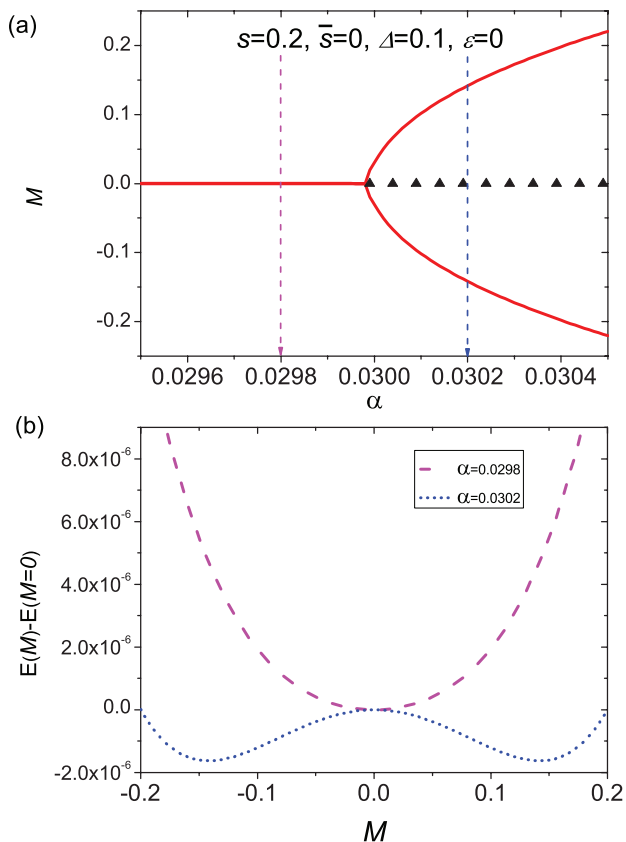 (a)
s=0.2, s̅=0, Δ=0.1, ε=0
0.2
0.1
0.0
-0.1
-0.2
M
0.0296 0.0298 0.0300 0.0302 0.0304
α
(b)
8.0x10⁻⁶
6.0x10⁻⁶
4.0x10⁻⁶
2.0x10⁻⁶
0.0
-2.0x10⁻⁶
E(M)-E(M=0)
α=0.0298
α=0.0302
-0.2 -0.1 0.0 0.1 0.2
M